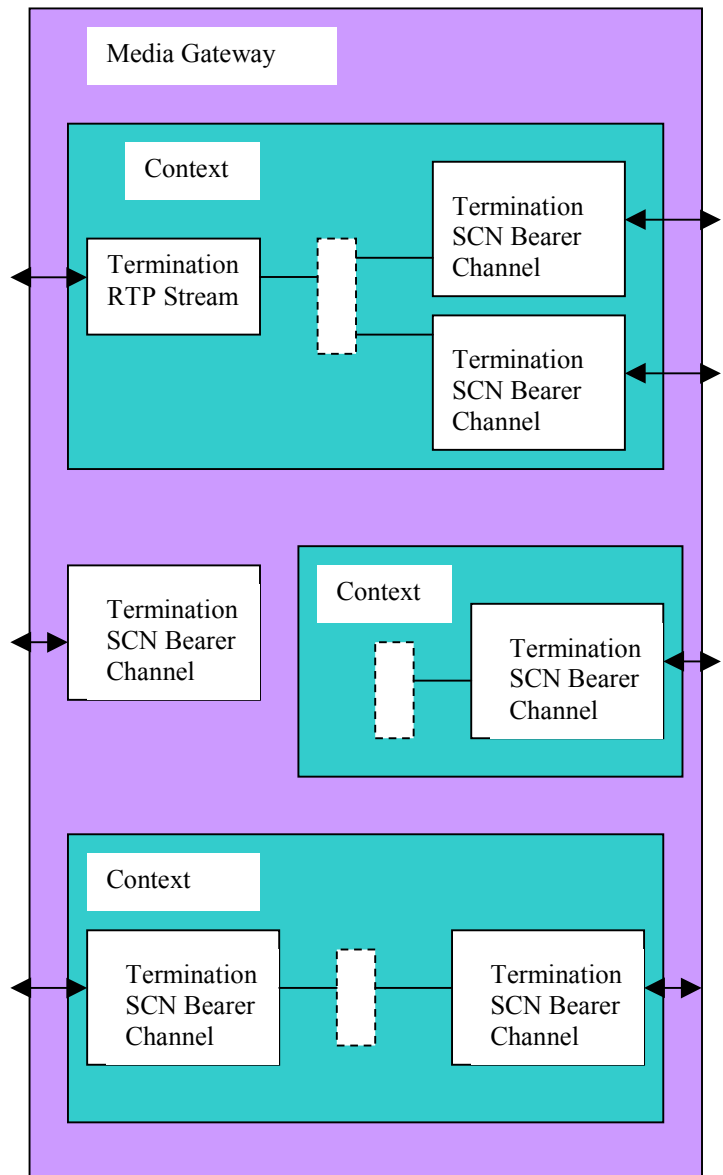 Media Gateway
Context
Termination
RTP Stream
Termination
SCN Bearer
Channel
Termination
SCN Bearer
Channel
Termination
SCN Bearer
Channel
Context
Termination
SCN Bearer
Channel
Context
Termination
SCN Bearer
Channel
Termination
SCN Bearer
Channel